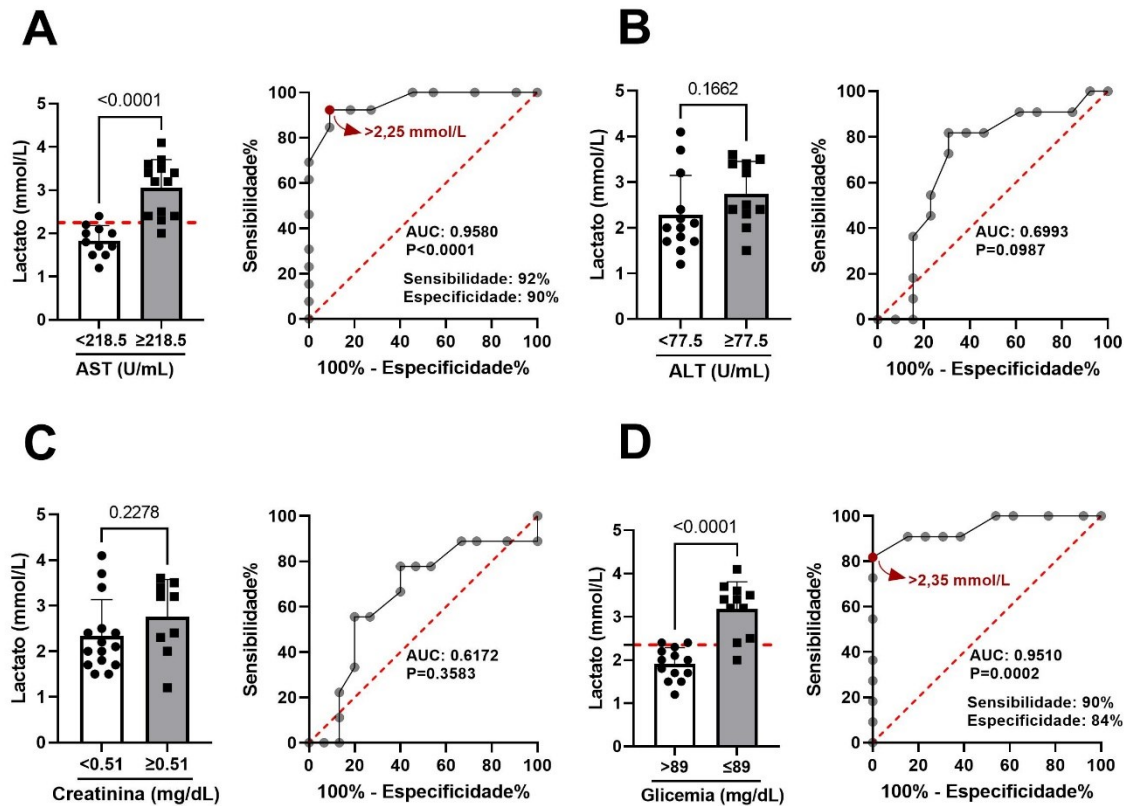 A
<0.0001
Lactato (mmol/L)
5
4
3
2
1
0
<218.5 ≥218.5
AST (U/mL)
Sensibilidade%
100
80
60
40
20
0
>2,25 mmol/L
AUC: 0.9580
P<0.0001
Sensibilidade: 92%
Especificidade: 90%
0 20 40 60 80 100
100% - Especificidade%
B
0.1662
Lactato (mmol/L)
5
4
3
2
1
0
<77.5 ≥77.5
ALT (U/mL)
Sensibilidade%
100
80
60
40
20
0
AUC: 0.6993
P=0.0987
0 20 40 60 80 100
100% - Especificidade%
C
0.2278
Lactato (mmol/L)
5
4
3
2
1
0
<0.51 ≥0.51
Creatinina (mg/dL)
Sensibilidade%
100
80
60
40
20
0
AUC: 0.6172
P=0.3583
0 20 40 60 80 100
100% - Especificidade%
D
<0.0001
Lactato (mmol/L)
5
4
3
2
1
0
>89 ≤89
Glicemia (mg/dL)
Sensibilidade%
100
80
60
40
20
0
>2,35 mmol/L
AUC: 0.9510
P=0.0002
Sensibilidade: 90%
Especificidade: 84%
0 20 40 60 80 100
100% - Especificidade%